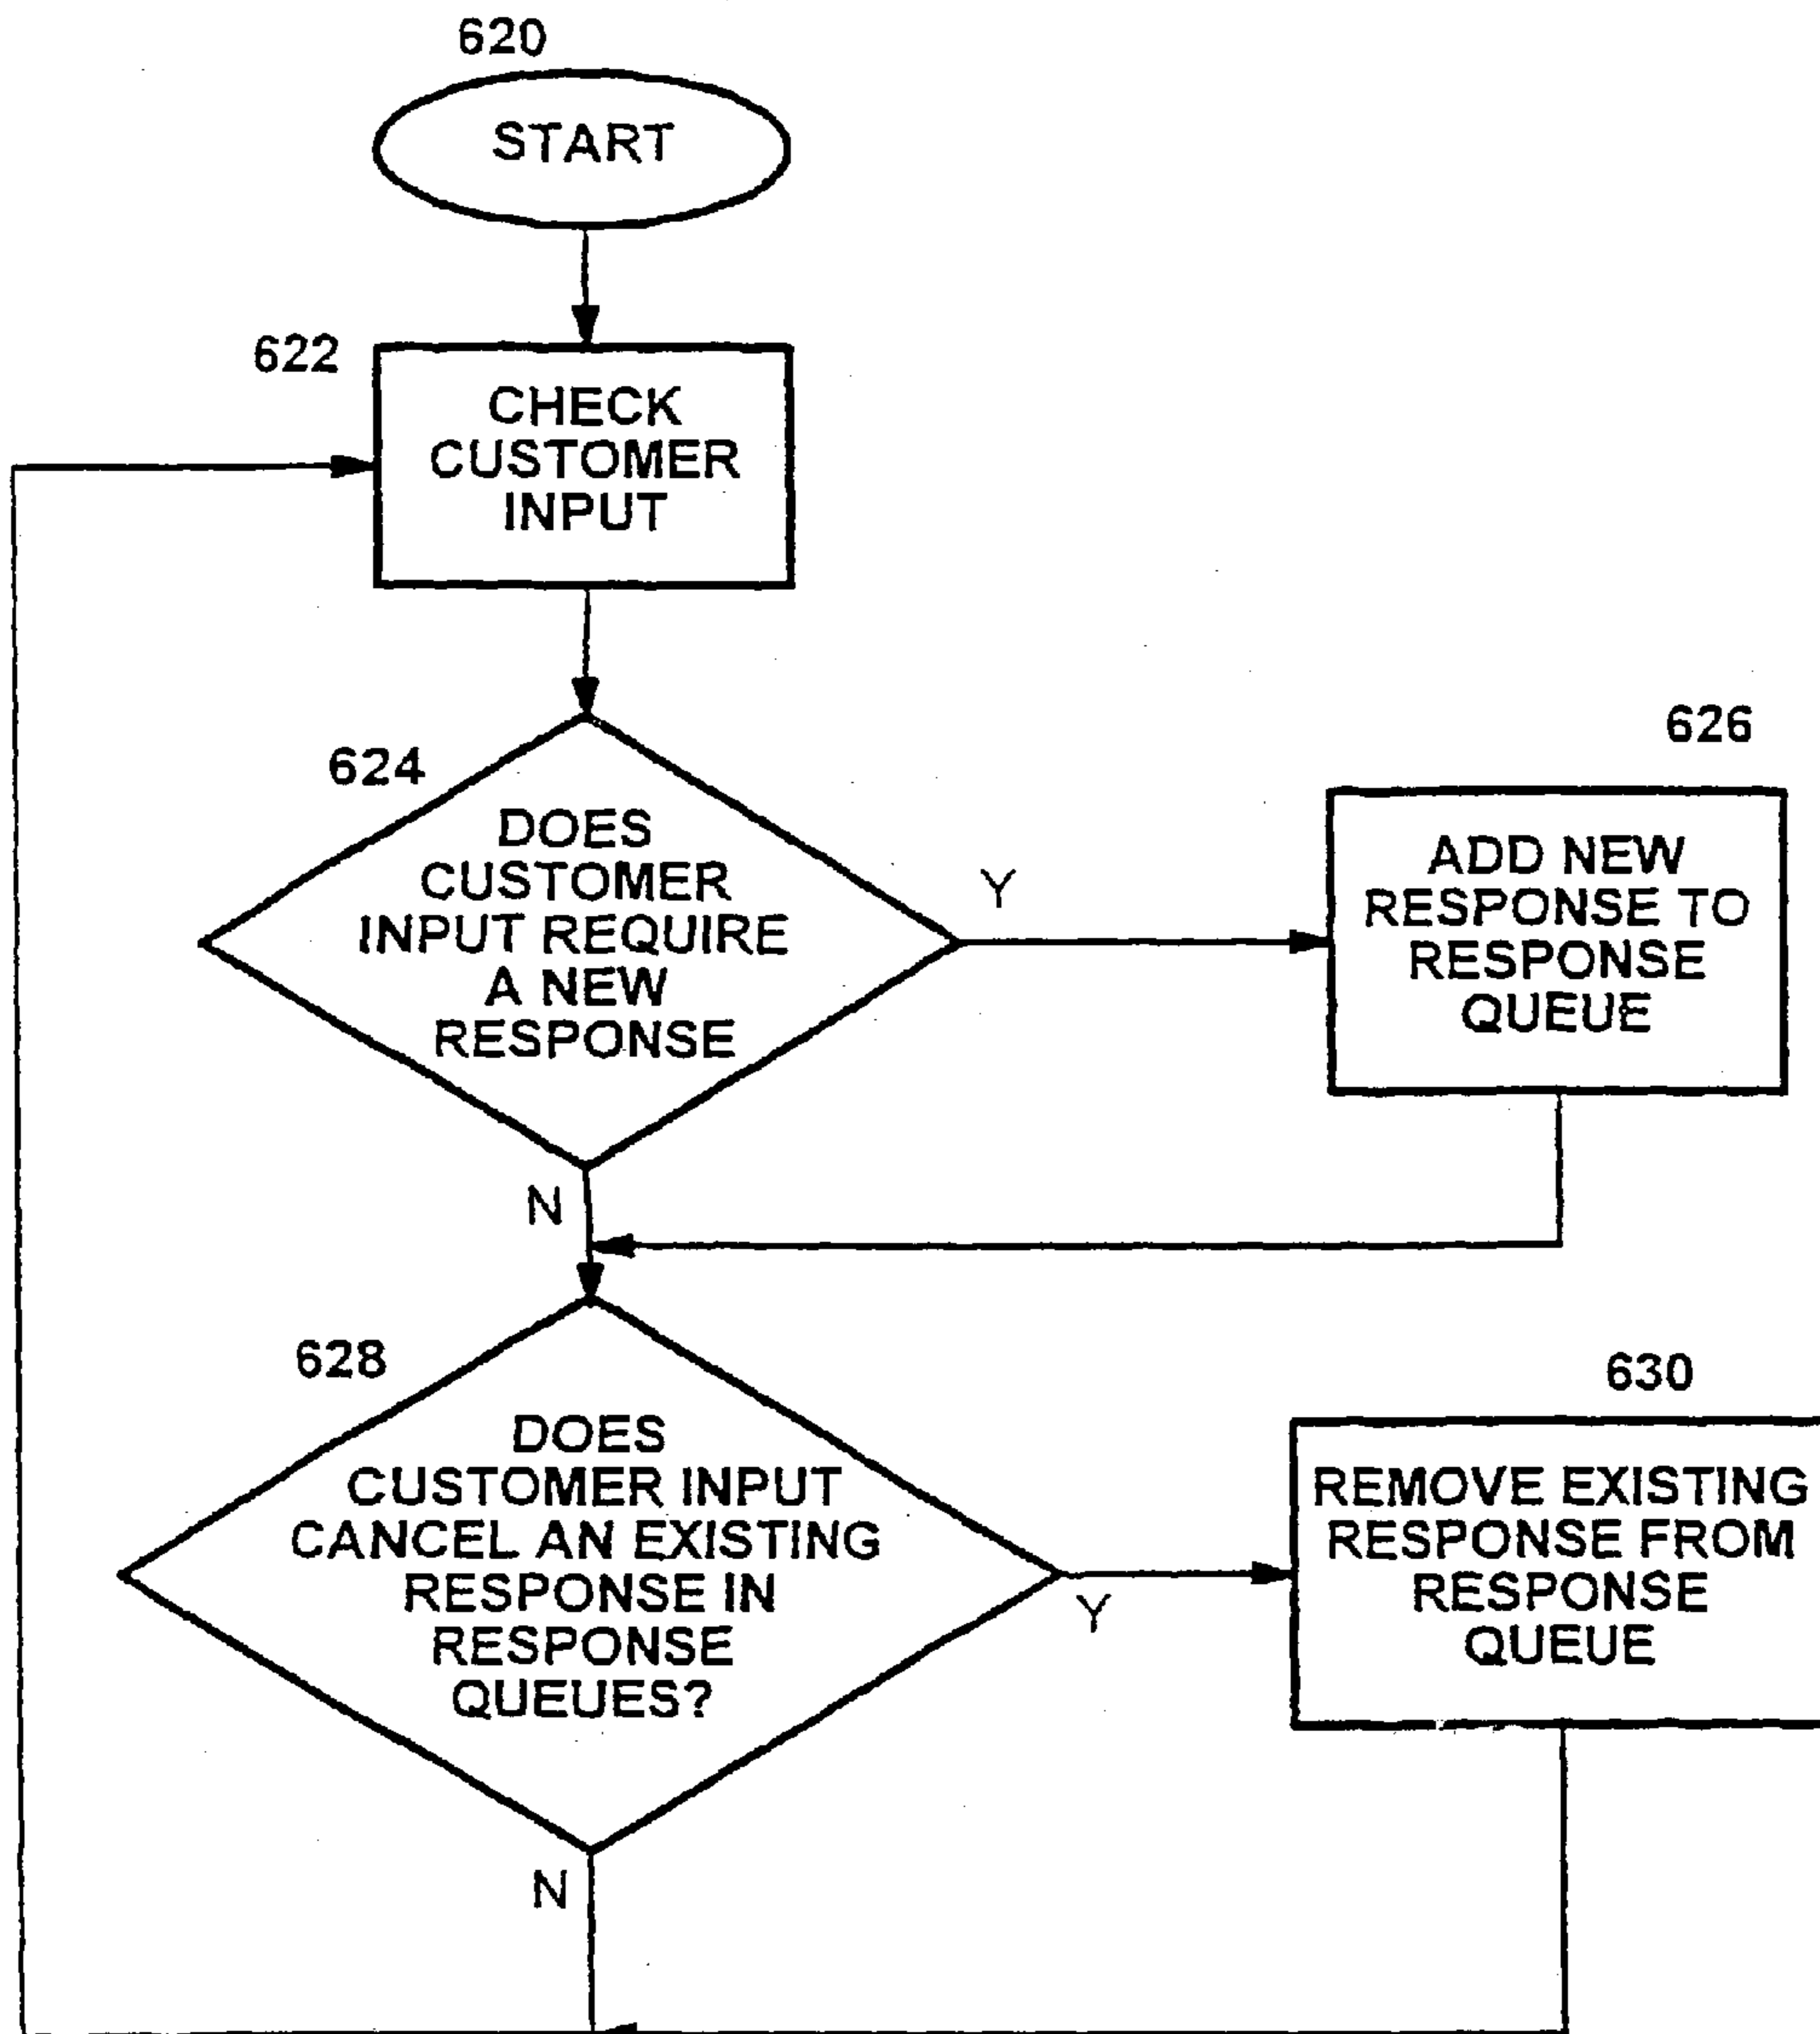 620
START
622
CHECK
CUSTOMER
INPUT
624
DOES
CUSTOMER
INPUT REQUIRE
A NEW
RESPONSE
Y
626
ADD NEW
RESPONSE TO
RESPONSE
QUEUE
N
628
DOES
CUSTOMER INPUT
CANCEL AN EXISTING
RESPONSE IN
RESPONSE
QUEUES?
Y
630
REMOVE EXISTING
RESPONSE FROM
RESPONSE
QUEUE
N